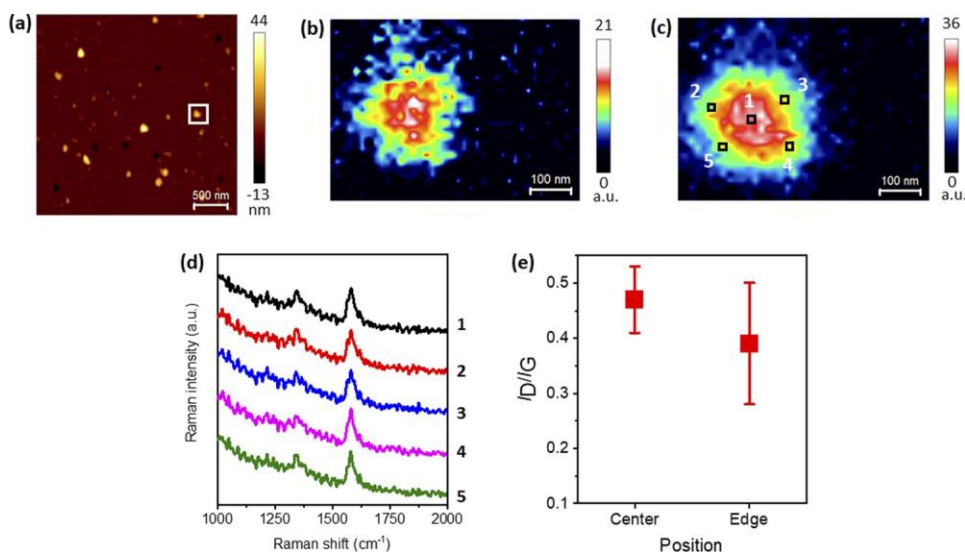 (a)
44
500 nm
-13
nm
(b)
21
100 nm
0
a.u.
(c)
36
1
2
3
4
5
100 nm
0
a.u.
(d)
Raman intensity (a.u.)
1
2
3
4
5
1000 1250 1500 1750 2000
Raman shift (cm⁻¹)
(e)
I_D/I_G
0.5
0.4
0.3
0.2
0.1
Center Edge
Position